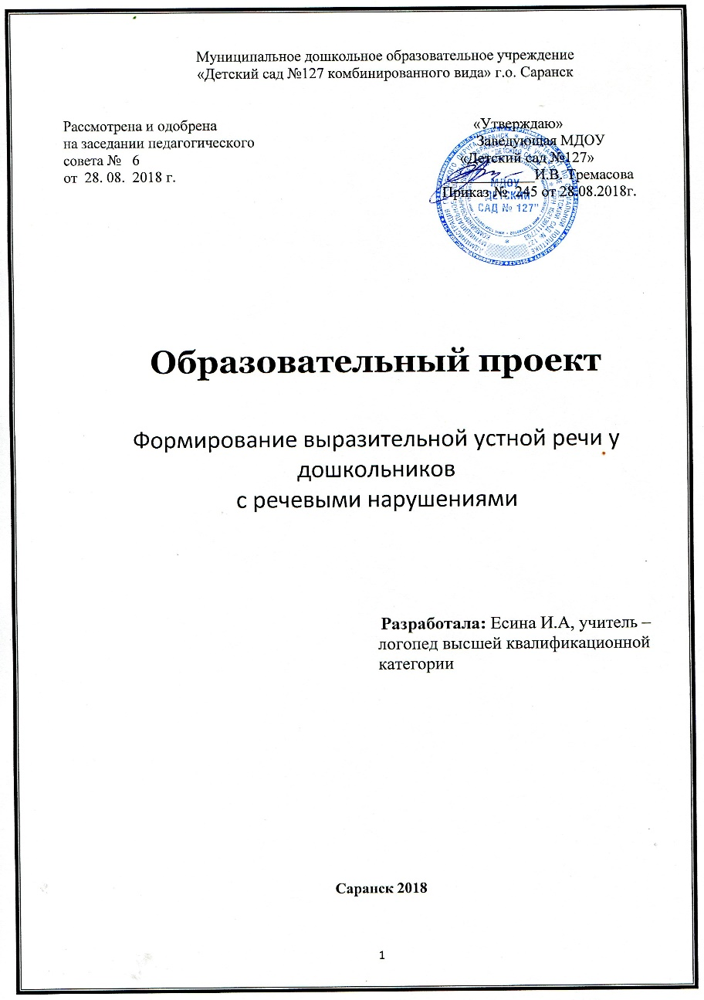 Муниципальное дошкольное образовательное учреждение
«Детский сад №127 комбинированного вида» г.о. Саранск
Рассмотрена и одобрена
на заседании педагогического
совета №   6
от  28. 08.  2018 г.
«Утверждаю»
Заведующая МДОУ
«Детский сад №127»
____________И.В. Тремасова
Приказ №  245 от 28.08.2018г.
МДОУ
"ДЕТСКИЙ
САД № 127"
Образовательный проект
Формирование выразительной устной речи у
дошкольников
с речевыми нарушениями
Разработала: Есина И.А, учитель –
логопед высшей квалификационной
категории
Саранск 2018
1